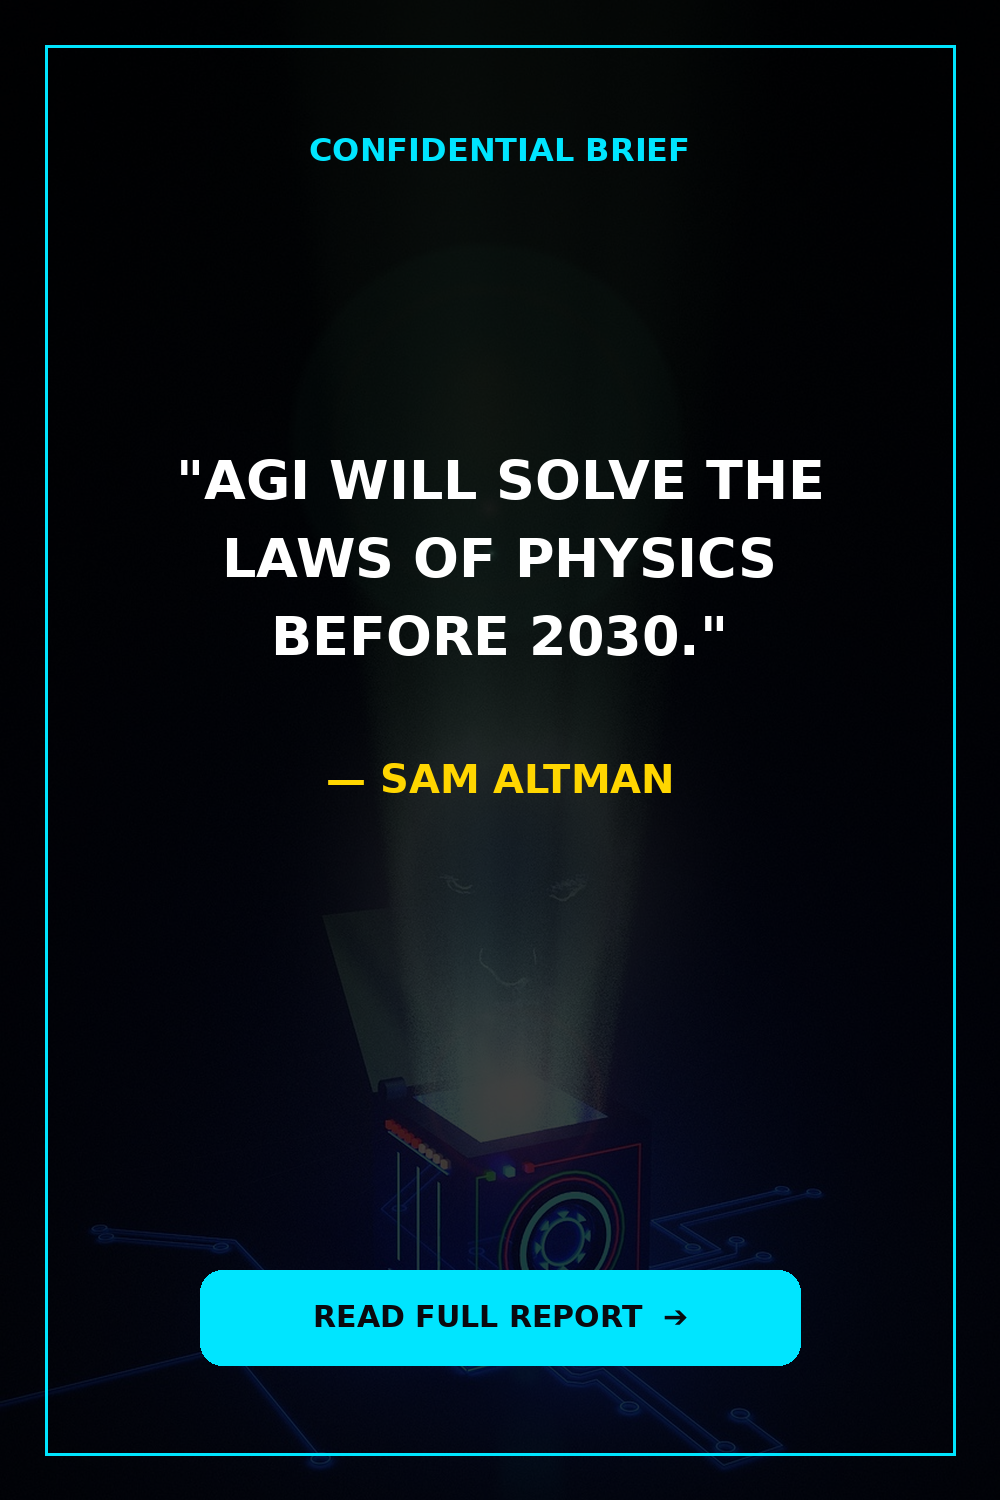 CONFIDENTIAL BRIEF
"AGI WILL SOLVE THE
LAWS OF PHYSICS
BEFORE 2030."
— SAM ALTMAN
READ FULL REPORT ➔